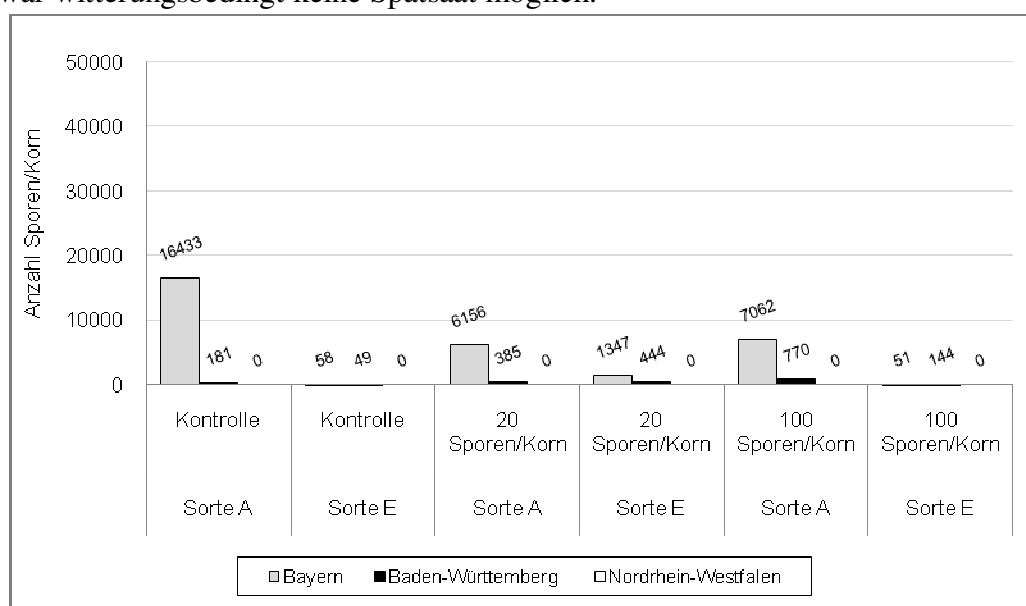 war witterungsbedingt keine Spätsaat möglich.
50000
40000
30000
20000
10000
0
Anzahl Sporen/Korn
16433 181 0
58 49 0
6156 385 0
1347 444 0
7062 770 0
51 144 0
Kontrolle Kontrolle 20 Sporen/Korn 20 Sporen/Korn 100 Sporen/Korn 100 Sporen/Korn
Sorte A Sorte E Sorte A Sorte E Sorte A Sorte E
Bayern Baden-Württemberg Nordrhein-Westfalen